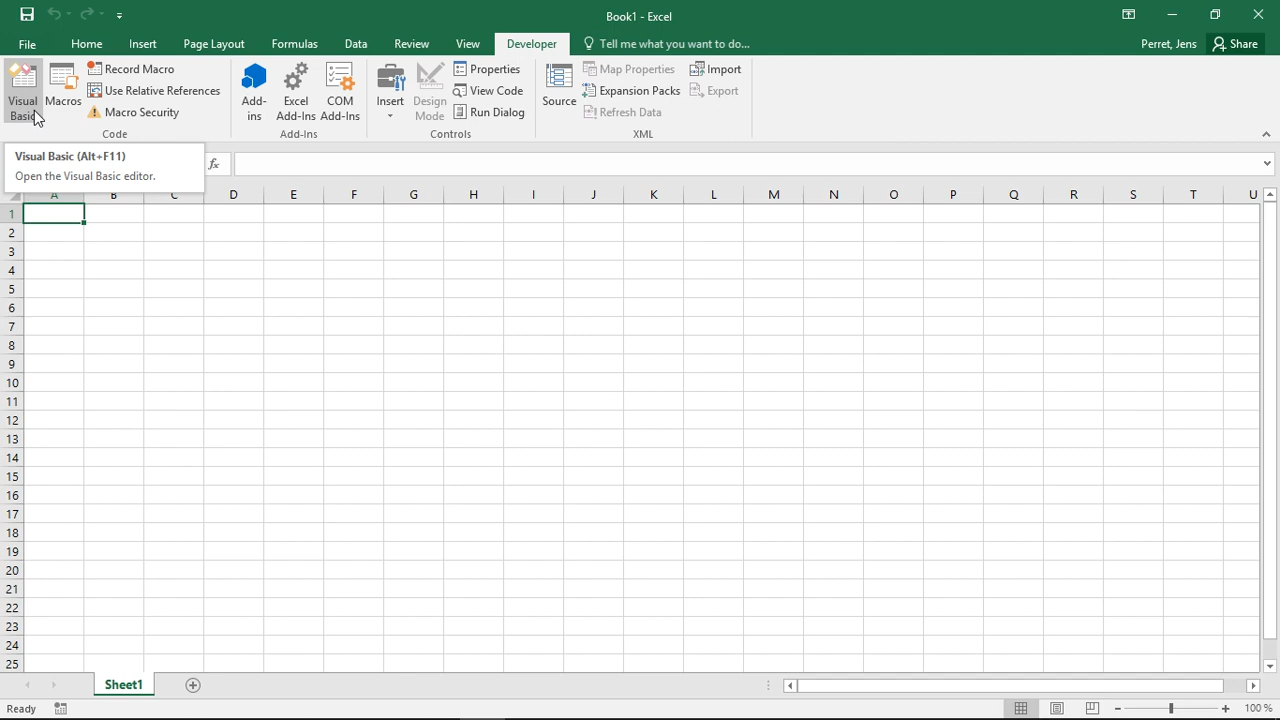 Book1 - Excel
File Home Insert Page Layout Formulas Data Review View Developer Tell me what you want to do... Perret, Jens Share
Visual Basic
Macros
Record Macro
Use Relative References
Macro Security
Code
Add-ins
Excel Add-Ins
COM Add-Ins
Add-Ins
Insert
Design Mode
Properties
View Code
Run Dialog
Controls
Source
Map Properties
Expansion Packs
Refresh Data
Import
Export
XML
Visual Basic (Alt+F11)
Open the Visual Basic editor.
fx
A B C D E F G H I J K L M N O P Q R S T U
1
2
3
4
5
6
7
8
9
10
11
12
13
14
15
16
17
18
19
20
21
22
23
24
25
Sheet1
Ready
100 %